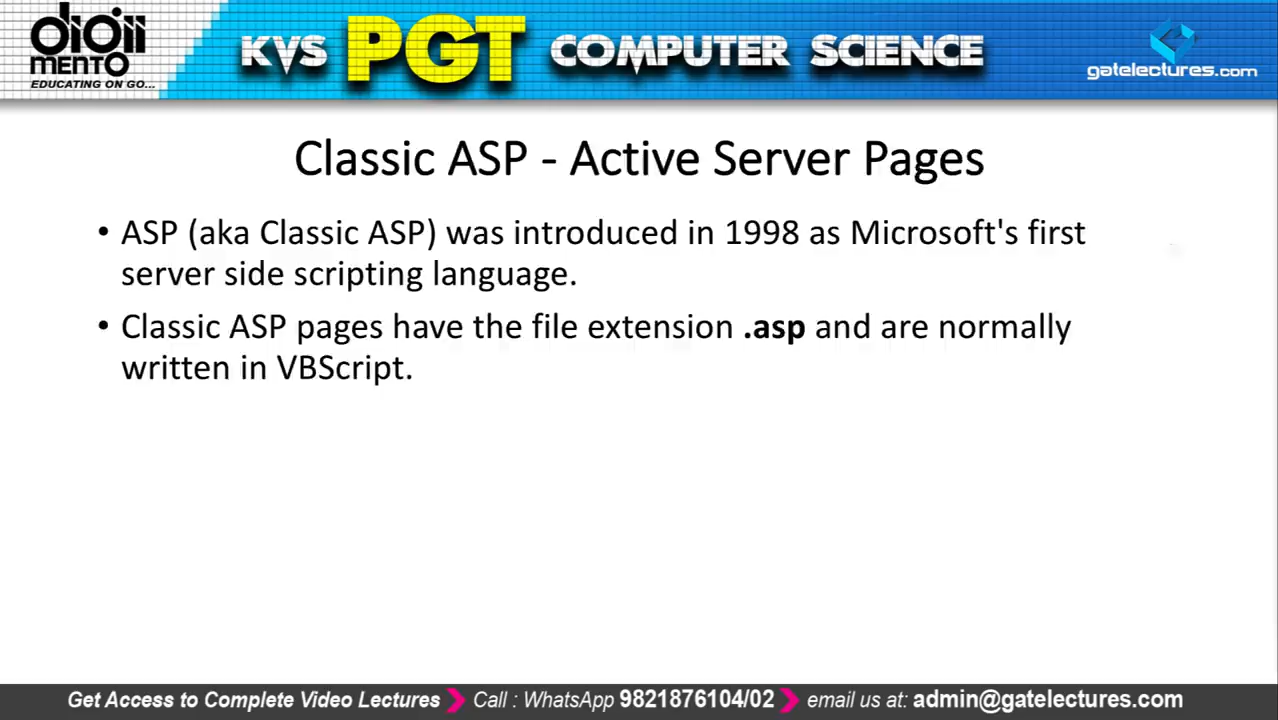 digii
MENTO
EDUCATING ON GO...
KVS PGT COMPUTER SCIENCE
gatelectures.com
Classic ASP - Active Server Pages
• ASP (aka Classic ASP) was introduced in 1998 as Microsoft's first
server side scripting language.
• Classic ASP pages have the file extension .asp and are normally
written in VBScript.
Get Access to Complete Video Lectures Call : WhatsApp 9821876104/02 email us at: admin@gatelectures.com